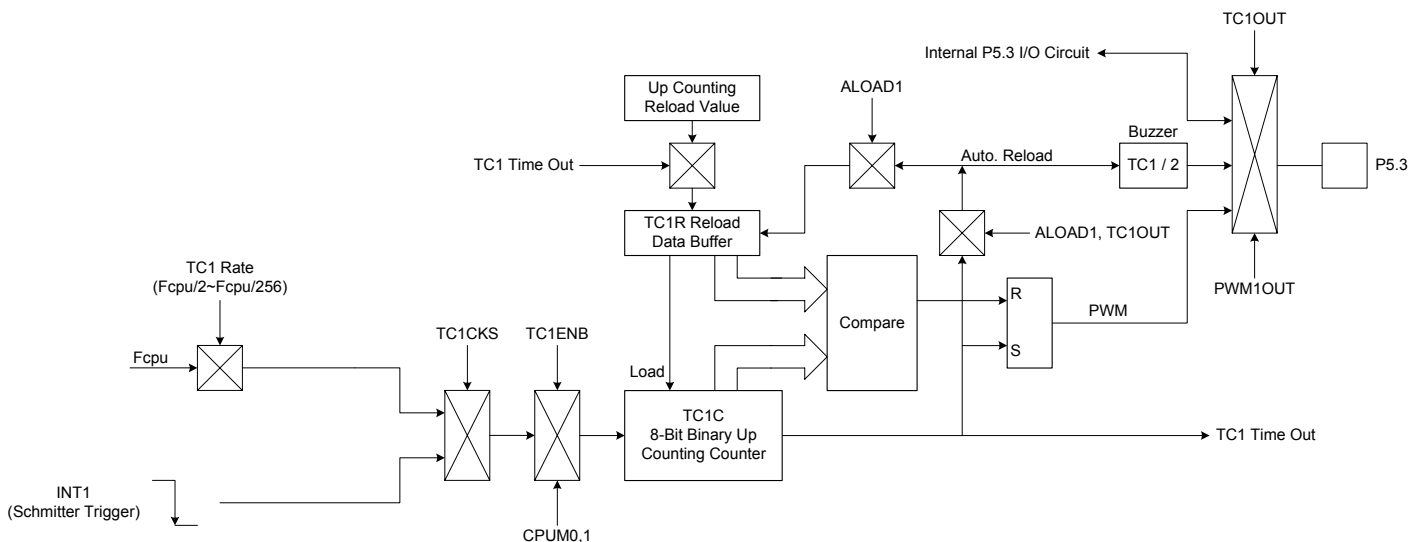 TC1OUT
Internal P5.3 I/O Circuit
Up Counting
Reload Value
ALOAD1
Buzzer
TC1 Time Out
Auto. Reload
TC1 / 2
P5.3
TC1R Reload
Data Buffer
ALOAD1, TC1OUT
TC1 Rate
(Fcpu/2~Fcpu/256)
PWM1OUT
R
PWM
Compare
TC1CKS
TC1ENB
S
Fcpu
Load
TC1C
8-Bit Binary Up
Counting Counter
TC1 Time Out
INT1
(Schmitter Trigger)
CPUM0,1